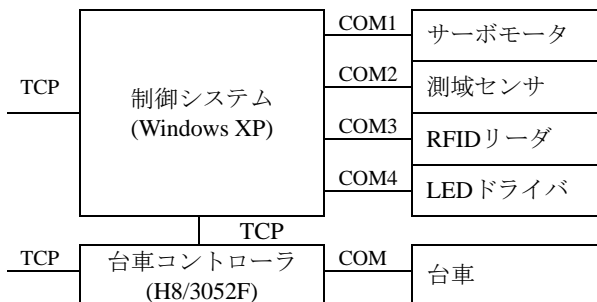 COM1
サーボモータ
TCP
制御システム
(Windows XP)
COM2
測域センサ
COM3
RFIDリーダ
COM4
LEDドライバ
TCP
TCP
台車コントローラ
(H8/3052F)
COM
台車